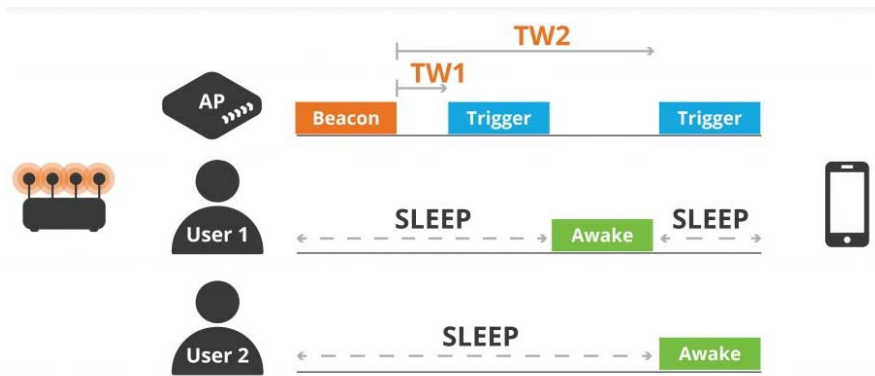 TW2
TW1
AP
Beacon
Trigger
Trigger
User 1
SLEEP
Awake
SLEEP
User 2
SLEEP
Awake